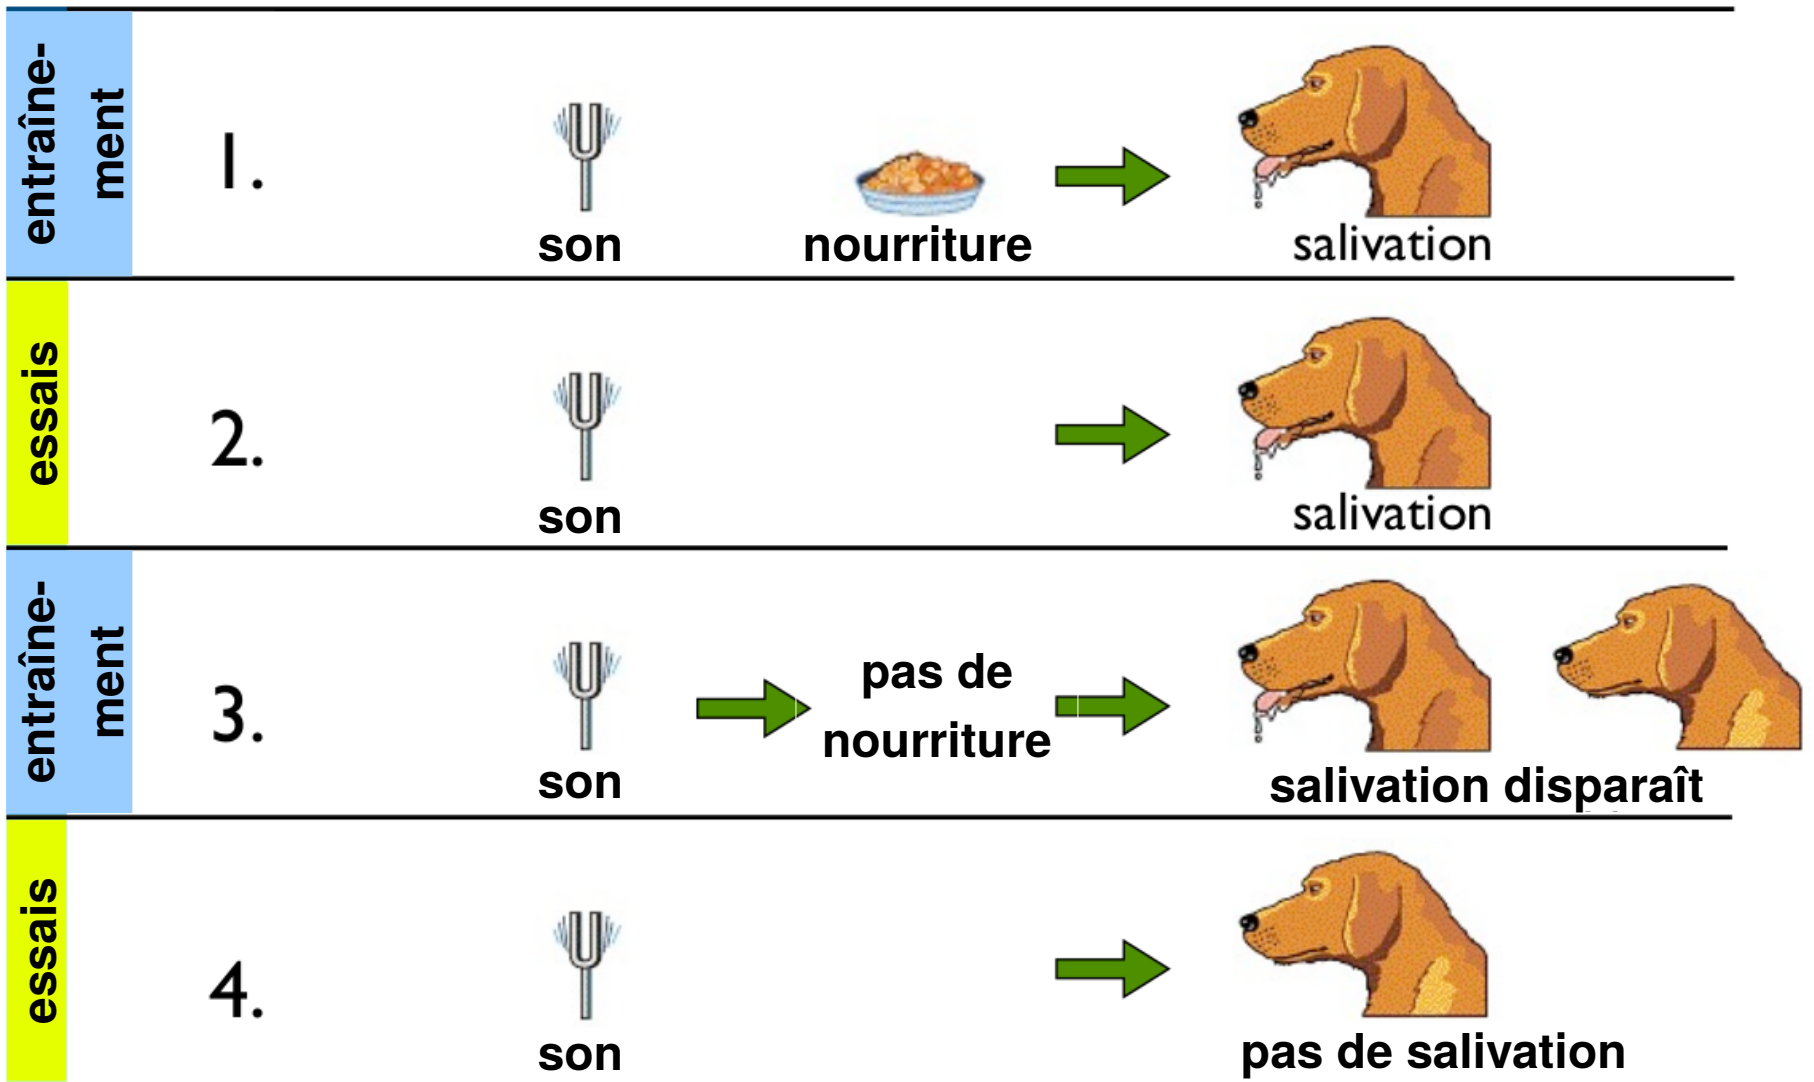 entraîne-
ment
1.
son
nourriture
salivation
essais
2.
son
salivation
entraîne-
ment
3.
son
pas de
nourriture
salivation disparaît
essais
4.
son
pas de salivation